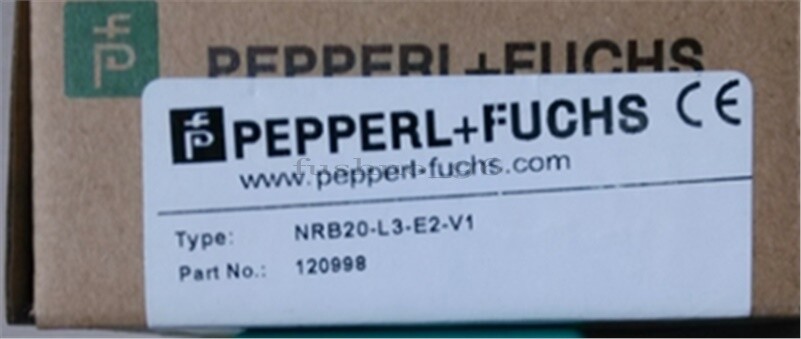 PEPPERL+FUCHS
PEPPERL+FUCHS CE
www.pepperl-fuchs.com
Type: NRB20-L3-E2-V1
Part No.: 120998